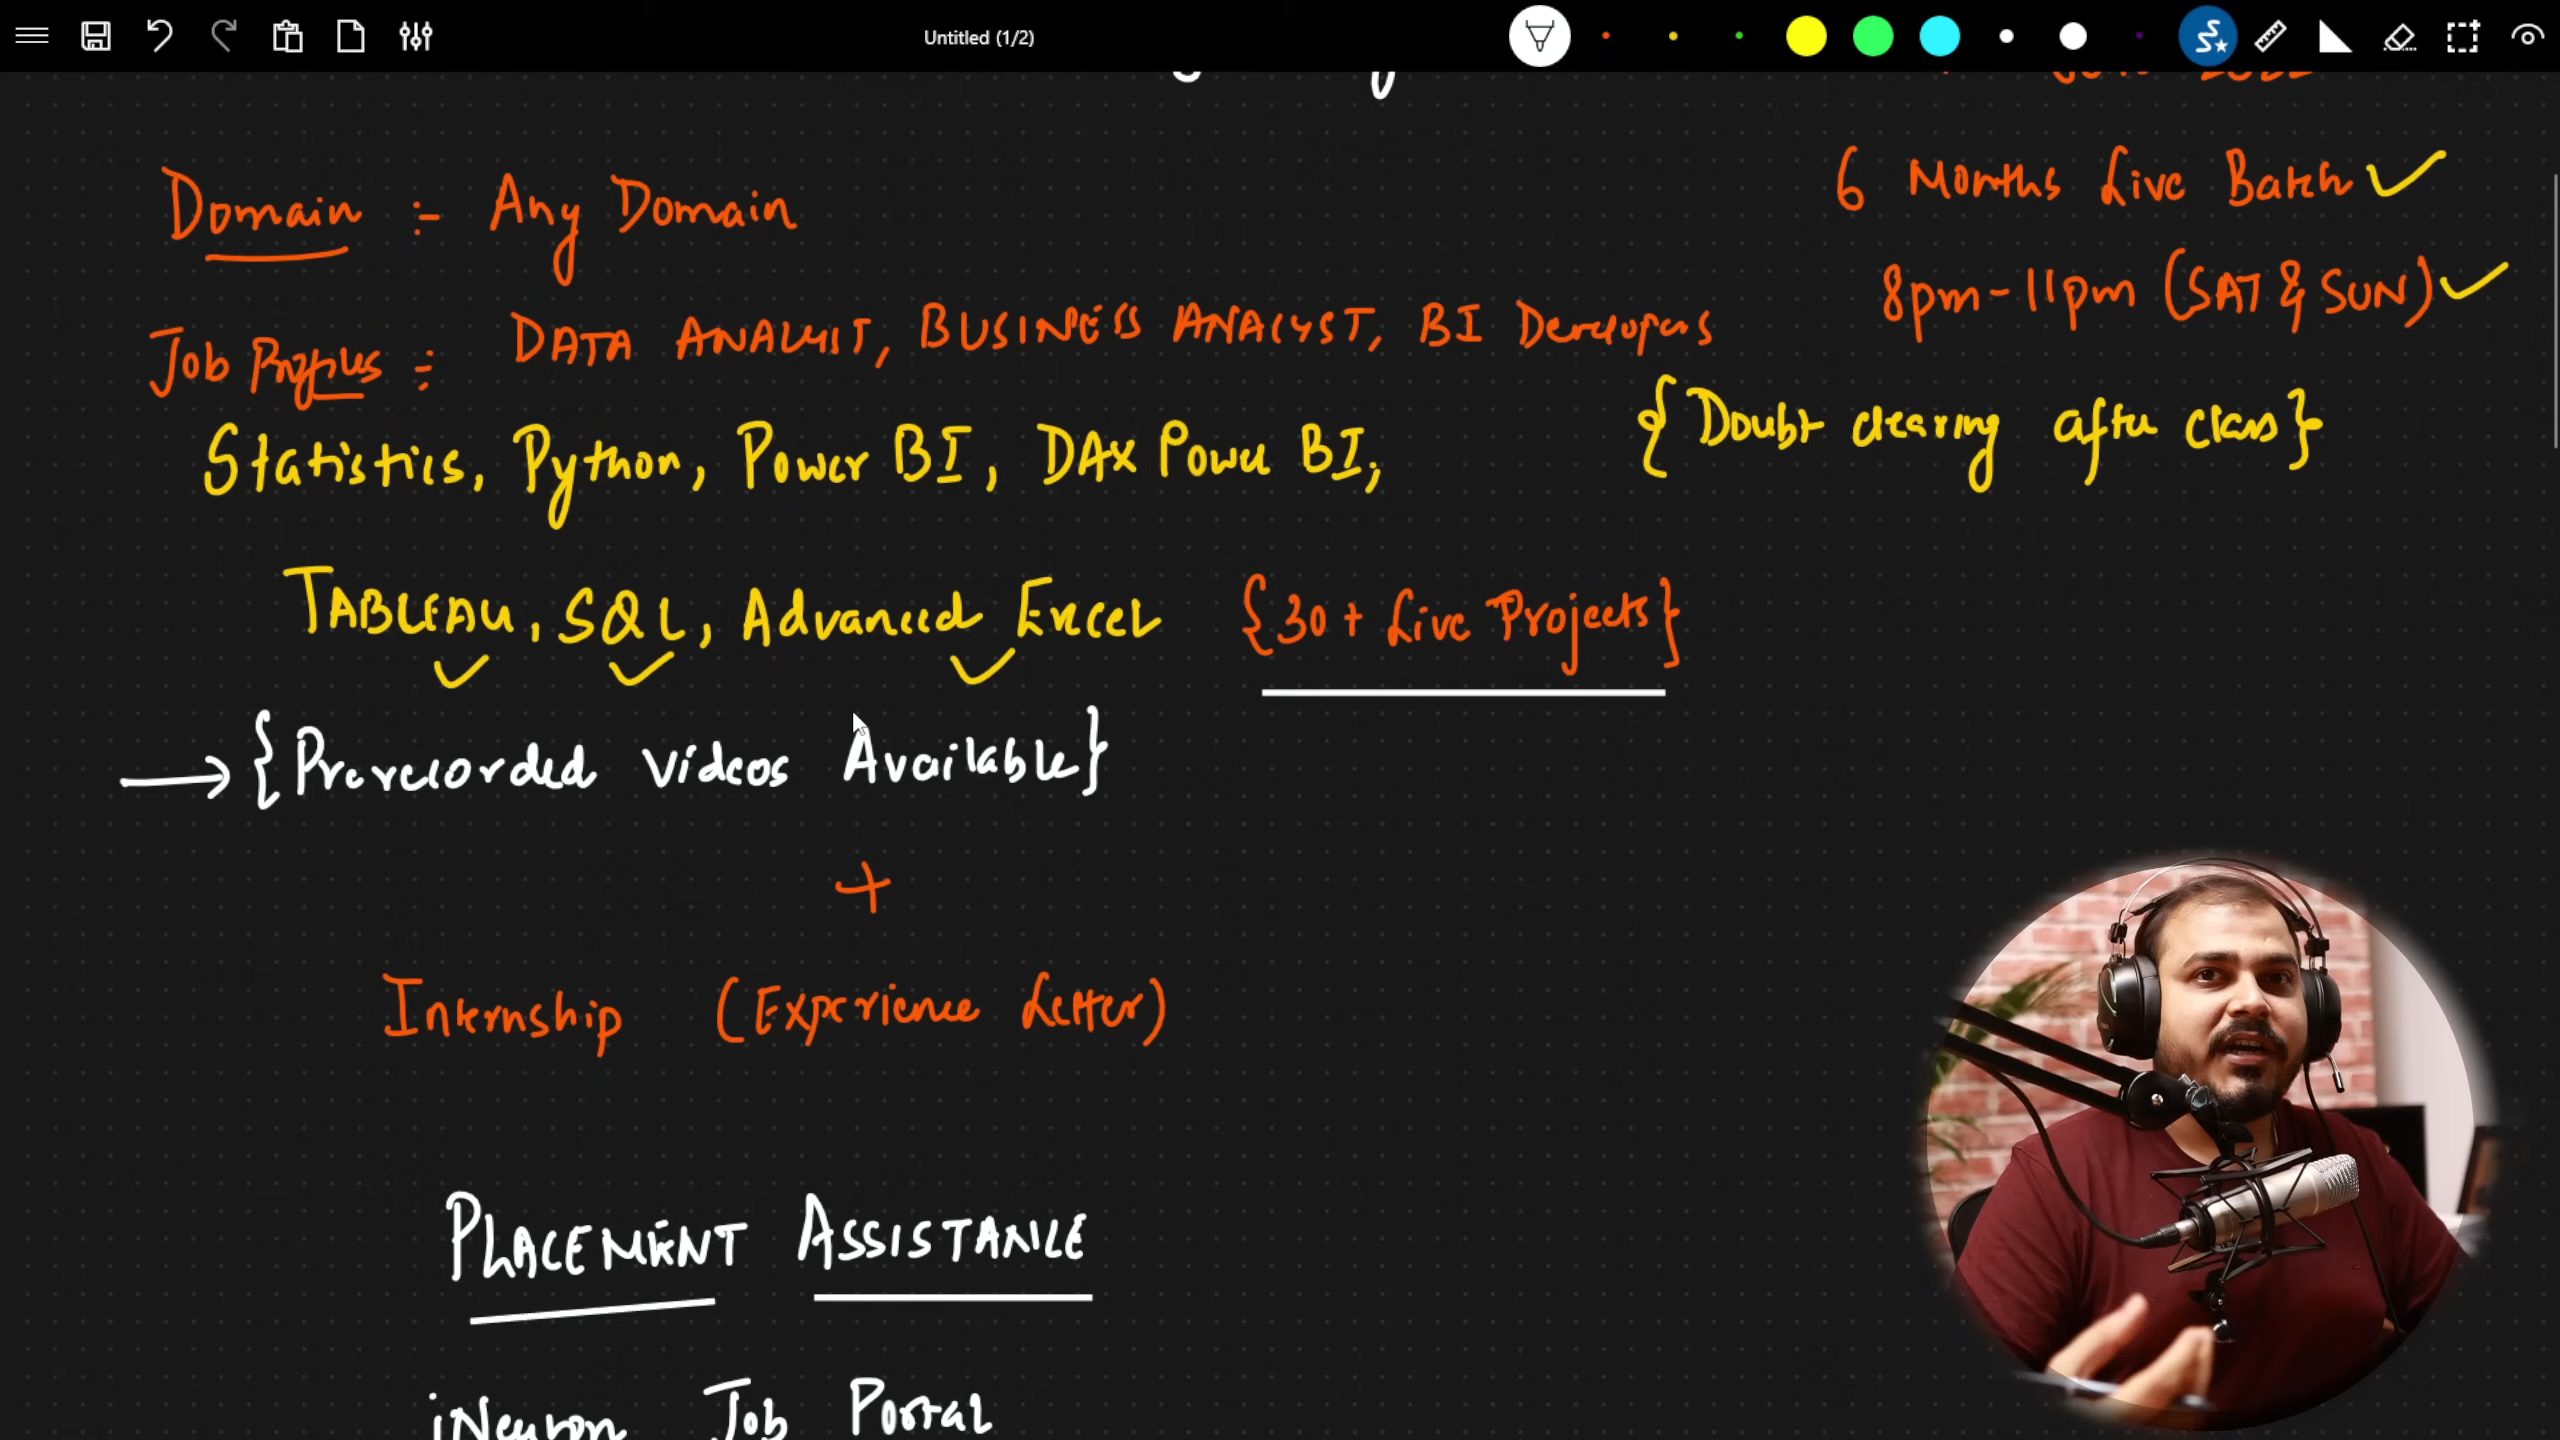 Untitled (1/2)
6 Months Live Batch
Domain :- Any Domain
8pm-11pm (SAT & SUN)
Job Profiles :- DATA ANALYST, BUSINESS ANALYST, BI Developers
Statistics, Python, Power BI, DAX Power BI,
{Doubt clearing after class}
TABLEAU, SQL, Advanced Excel {30+ Live Projects}
→ {Prerecorded videos Available}
+
Internship (Experience Letter)
PLACEMENT ASSISTANCE
iNeuron Job Portal